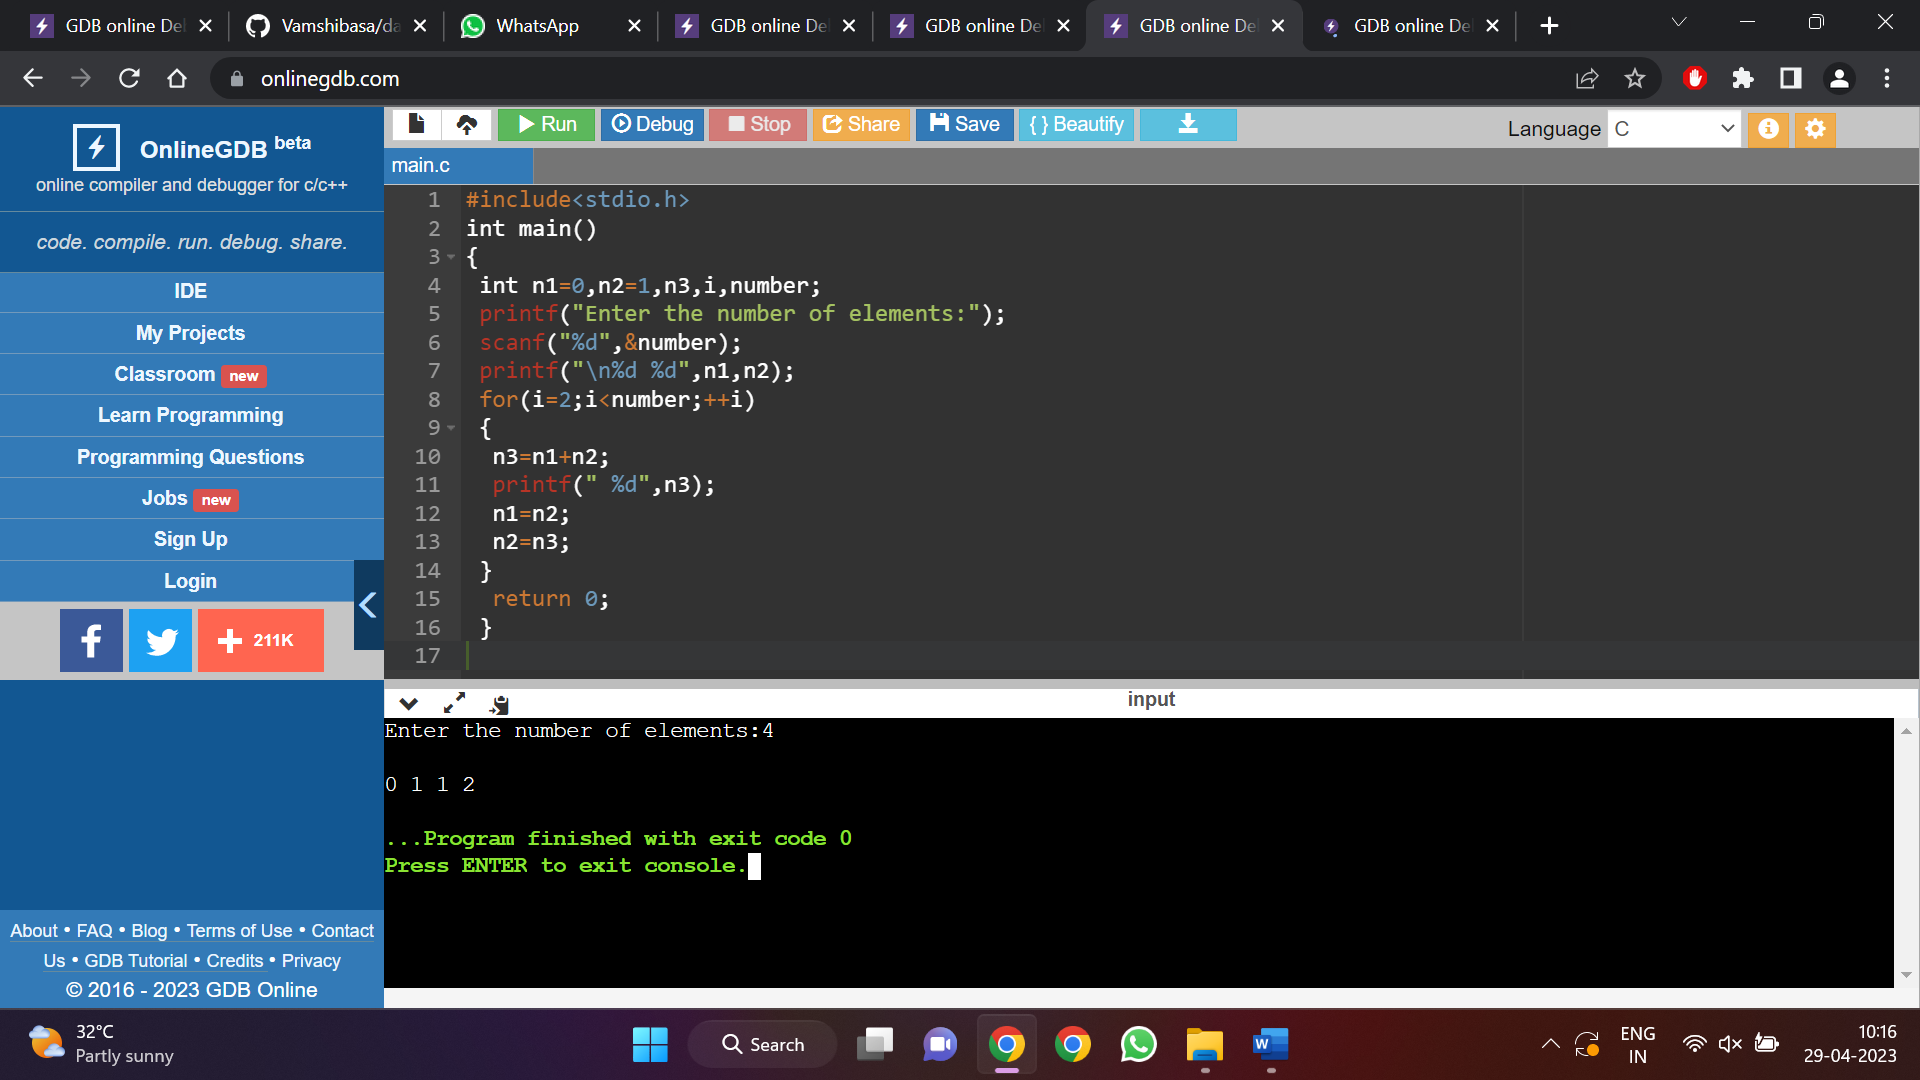 GDB online De
Vamshibasa/da
WhatsApp
GDB online De
GDB online De
GDB online De
GDB online De
onlinegdb.com
OnlineGDB beta
online compiler and debugger for c/c++
code. compile. run. debug. share.
IDE
My Projects
Classroom new
Learn Programming
Programming Questions
Jobs new
Sign Up
Login
f
211K
About • FAQ • Blog • Terms of Use • Contact
Us • GDB Tutorial • Credits • Privacy
© 2016 - 2023 GDB Online
Run
Debug
Stop
Share
Save
{ } Beautify
Language C
main.c
1 #include<stdio.h>
2 int main()
3 {
4 int n1=0,n2=1,n3,i,number;
5 printf("Enter the number of elements:");
6 scanf("%d",&number);
7 printf("\n%d %d",n1,n2);
8 for(i=2;i<number;++i)
9 {
10 n3=n1+n2;
11 printf(" %d",n3);
12 n1=n2;
13 n2=n3;
14 }
15 return 0;
16 }
17
input
Enter the number of elements:4
0 1 1 2
...Program finished with exit code 0
Press ENTER to exit console.
32°C
Partly sunny
Search
W
ENG
IN
10:16
29-04-2023